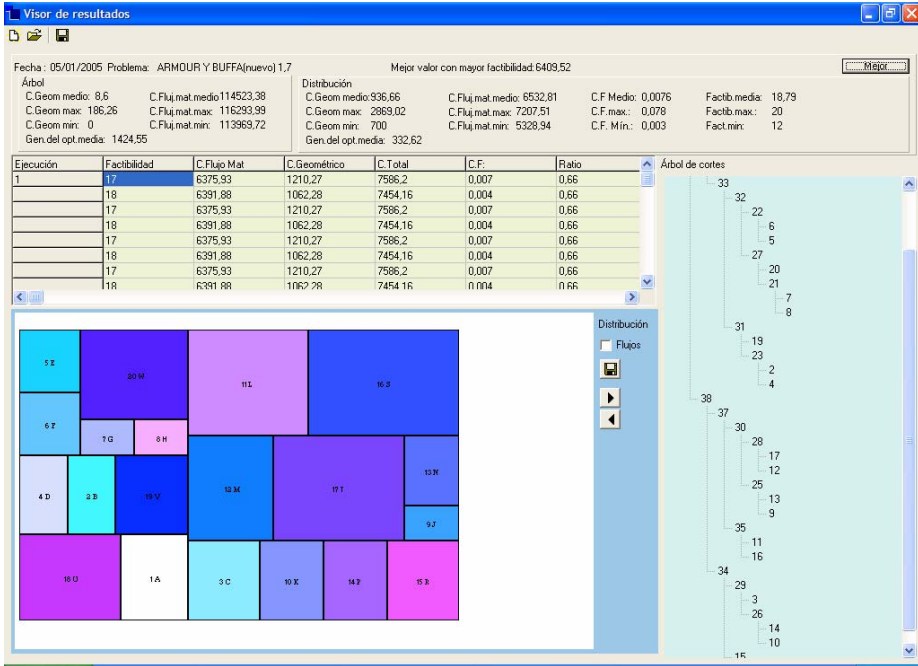 Visor de resultados
Fecha : 05/01/2005 Problema: ARMOUR Y BUFFA(nuevo) 1,7 Mejor valor con mayor factibilidad:6409,52 Mejor
Árbol
C.Geom medio: 8,6 C.Fluj.mat.medio 114523,38
C.Geom max: 186,26 C.Fluj.mat.max: 116293,99
C.Geom min: 0 C.Fluj.mat.min: 113969,72
Gen.del opt.media: 1424,55
Distribución
C.Geom medio:936,66 C.Fluj.mat.medio: 6532,81 C.F Medio: 0,0076 Factib.media: 18,79
C.Geom max: 2869,02 C.Fluj.mat.max: 7207,51 C.F.max.: 0,078 Factib.max.: 20
C.Geom min: 700 C.Fluj.mat.min: 5328,94 C.F. Mín.: 0,003 Fact.min: 12
Gen.del opt.media: 332,62
Ejecución Factibilidad C.Flujo Mat C.Geométrico C.Total C.F: Ratio
1 17 6375,93 1210,27 7586,2 0,007 0,66
18 6391,88 1062,28 7454,16 0,004 0,66
17 6375,93 1210,27 7586,2 0,007 0,66
18 6391,88 1062,28 7454,16 0,004 0,66
17 6375,93 1210,27 7586,2 0,007 0,66
18 6391,88 1062,28 7454,16 0,004 0,66
17 6375,93 1210,27 7586,2 0,007 0,66
18 6391,88 1062,28 7454,16 0,004 0,66
Árbol de cortes
33
32
22
6
5
27
20
21
7
8
31
19
23
2
4
38
37
30
28
17
12
25
13
9
35
11
16
34
29
3
26
14
10
15
Distribución
Flujos
5 E
20 W
11 L
16 S
6 F
7 G
8 H
4 D
2 B
19 V
12 M
17 T
13 N
9 J
18 U
1 A
3 C
10 K
14 P
15 R